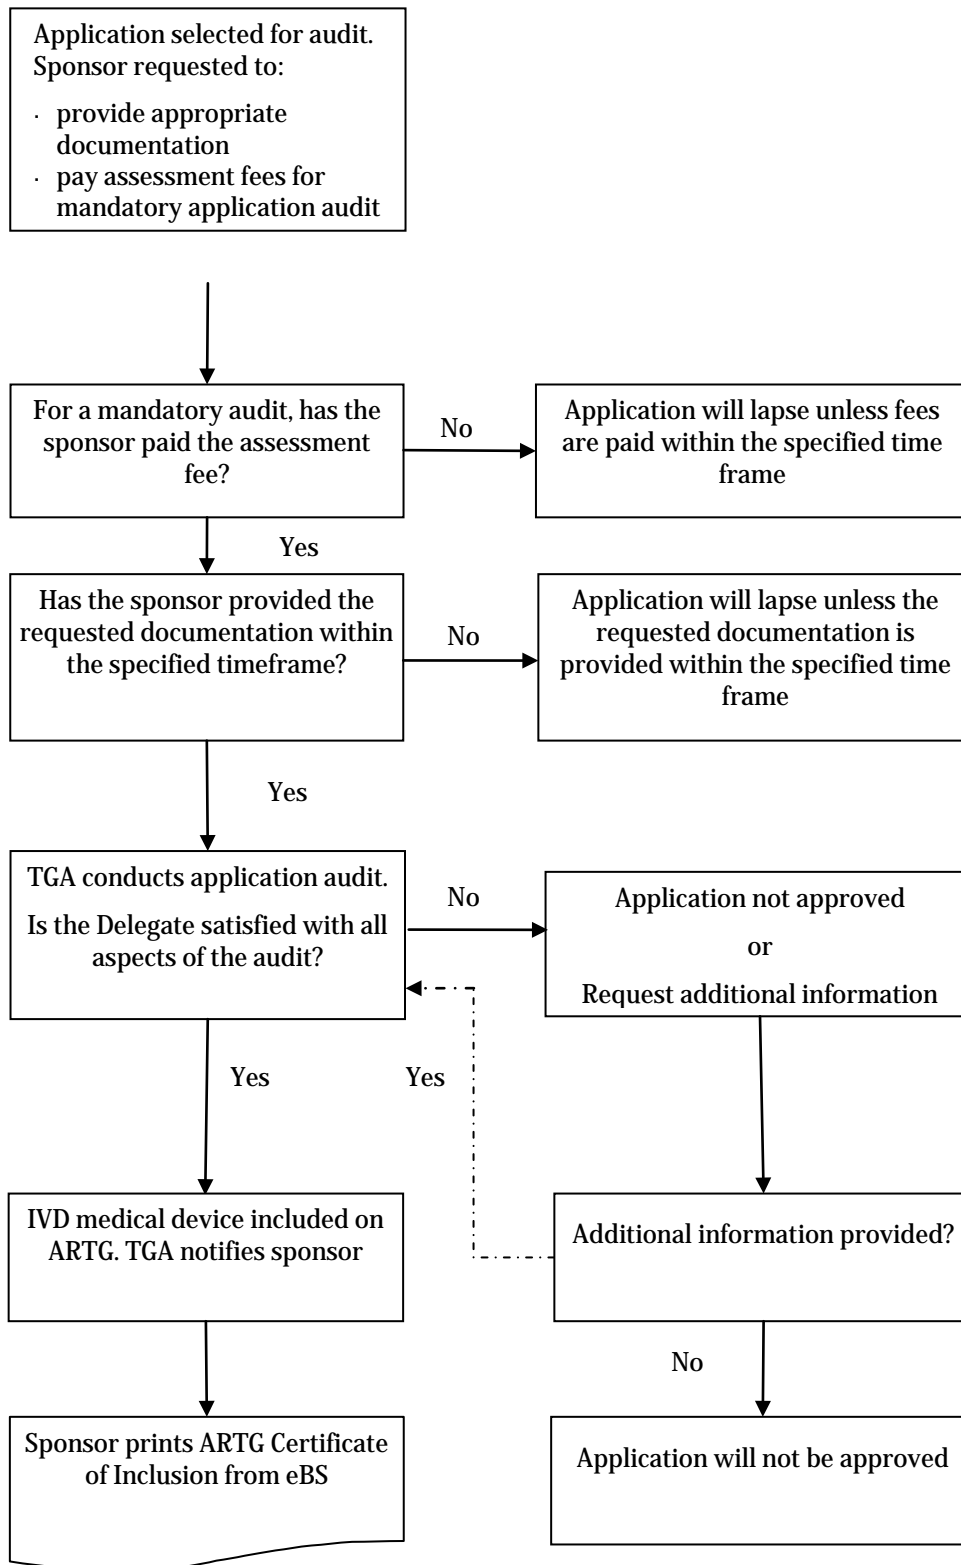 Application selected for audit.
Sponsor requested to:
· provide appropriate
documentation
· pay assessment fees for
mandatory application audit
For a mandatory audit, has the
sponsor paid the assessment
fee?
No
Application will lapse unless fees
are paid within the specified time
frame
Yes
Has the sponsor provided the
requested documentation within
the specified timeframe?
No
Application will lapse unless the
requested documentation is
provided within the specified time
frame
Yes
TGA conducts application audit.
Is the Delegate satisfied with all
aspects of the audit?
No
Application not approved
or
Request additional information
Yes
Yes
IVD medical device included on
ARTG. TGA notifies sponsor
Additional information provided?
No
Sponsor prints ARTG Certificate
of Inclusion from eBS
Application will not be approved